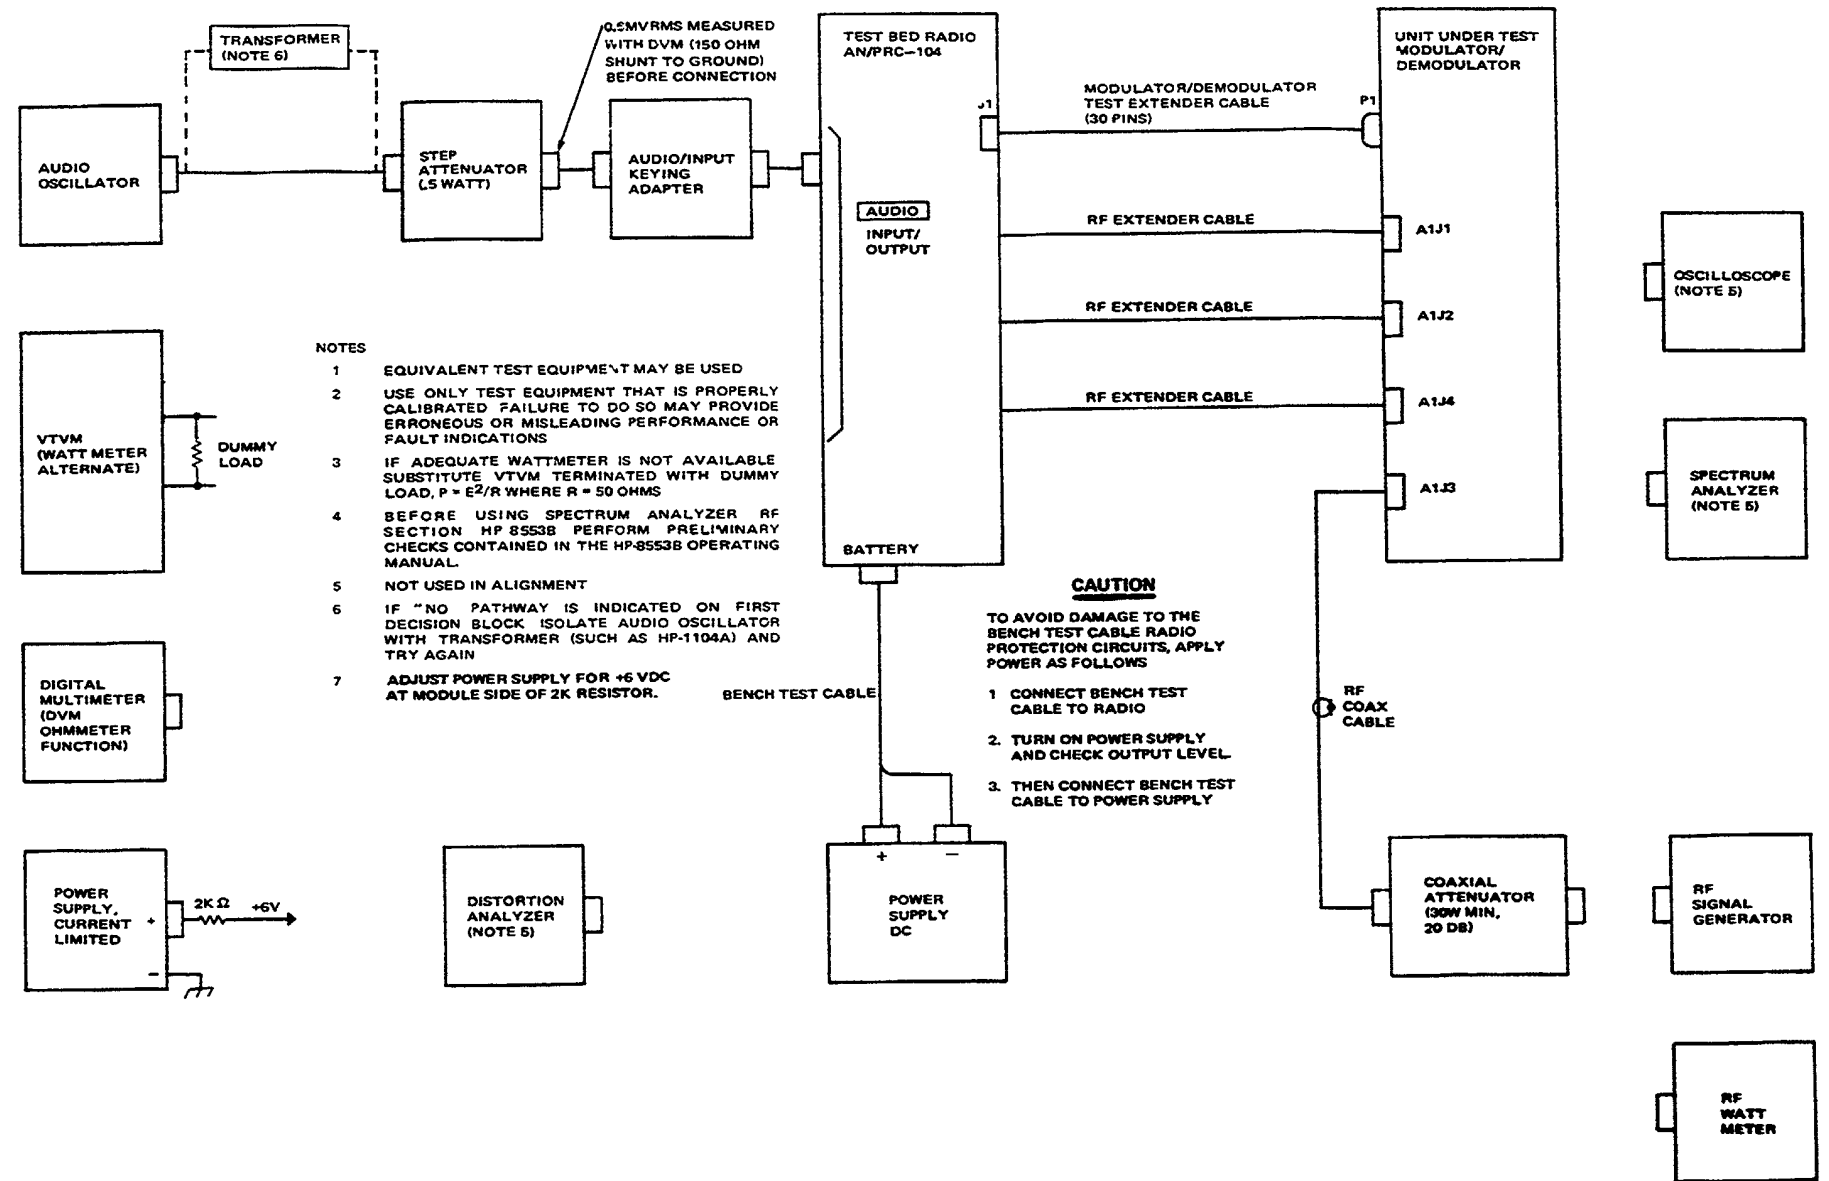 TRANSFORMER
(NOTE 6)
0.5MVRMS MEASURED
WITH DVM (150 OHM
SHUNT TO GROUND)
BEFORE CONNECTION
AUDIO
OSCILLATOR
STEP
ATTENUATOR
(.5 WATT)
AUDIO/INPUT
KEYING
ADAPTER
TEST BED RADIO
AN/PRC-104
J1
AUDIO
INPUT/
OUTPUT
BATTERY
MODULATOR/DEMODULATOR
TEST EXTENDER CABLE
(30 PINS)
P1
UNIT UNDER TEST
MODULATOR/
DEMODULATOR
RF EXTENDER CABLE
A1J1
RF EXTENDER CABLE
A1J2
RF EXTENDER CABLE
A1J4
A1J3
OSCILLOSCOPE
(NOTE 5)
SPECTRUM
ANALYZER
(NOTE 5)
VTVM
(WATT METER
ALTERNATE)
DUMMY
LOAD
NOTES
1 EQUIVALENT TEST EQUIPMENT MAY BE USED
2 USE ONLY TEST EQUIPMENT THAT IS PROPERLY
CALIBRATED FAILURE TO DO SO MAY PROVIDE
ERRONEOUS OR MISLEADING PERFORMANCE OR
FAULT INDICATIONS
3 IF ADEQUATE WATTMETER IS NOT AVAILABLE
SUBSTITUTE VTVM TERMINATED WITH DUMMY
LOAD, P = E²/R WHERE R = 50 OHMS
4 BEFORE USING SPECTRUM ANALYZER RF
SECTION HP 8553B PERFORM PRELIMINARY
CHECKS CONTAINED IN THE HP-8553B OPERATING
MANUAL.
5 NOT USED IN ALIGNMENT
6 IF "NO PATHWAY IS INDICATED ON FIRST
DECISION BLOCK ISOLATE AUDIO OSCILLATOR
WITH TRANSFORMER (SUCH AS HP-1104A) AND
TRY AGAIN
7 ADJUST POWER SUPPLY FOR +6 VDC
AT MODULE SIDE OF 2K RESISTOR.
BENCH TEST CABLE
CAUTION
TO AVOID DAMAGE TO THE
BENCH TEST CABLE RADIO
PROTECTION CIRCUITS, APPLY
POWER AS FOLLOWS
1 CONNECT BENCH TEST
CABLE TO RADIO
2. TURN ON POWER SUPPLY
AND CHECK OUTPUT LEVEL.
3. THEN CONNECT BENCH TEST
CABLE TO POWER SUPPLY
RF
COAX
CABLE
DIGITAL
MULTIMETER
(DVM
OHMMETER
FUNCTION)
POWER
SUPPLY,
CURRENT +
LIMITED
−
2K Ω
+6V
DISTORTION
ANALYZER
(NOTE 5)
+ −
POWER
SUPPLY
DC
COAXIAL
ATTENUATOR
(30W MIN,
20 DB)
RF
SIGNAL
GENERATOR
RF
WATT
METER